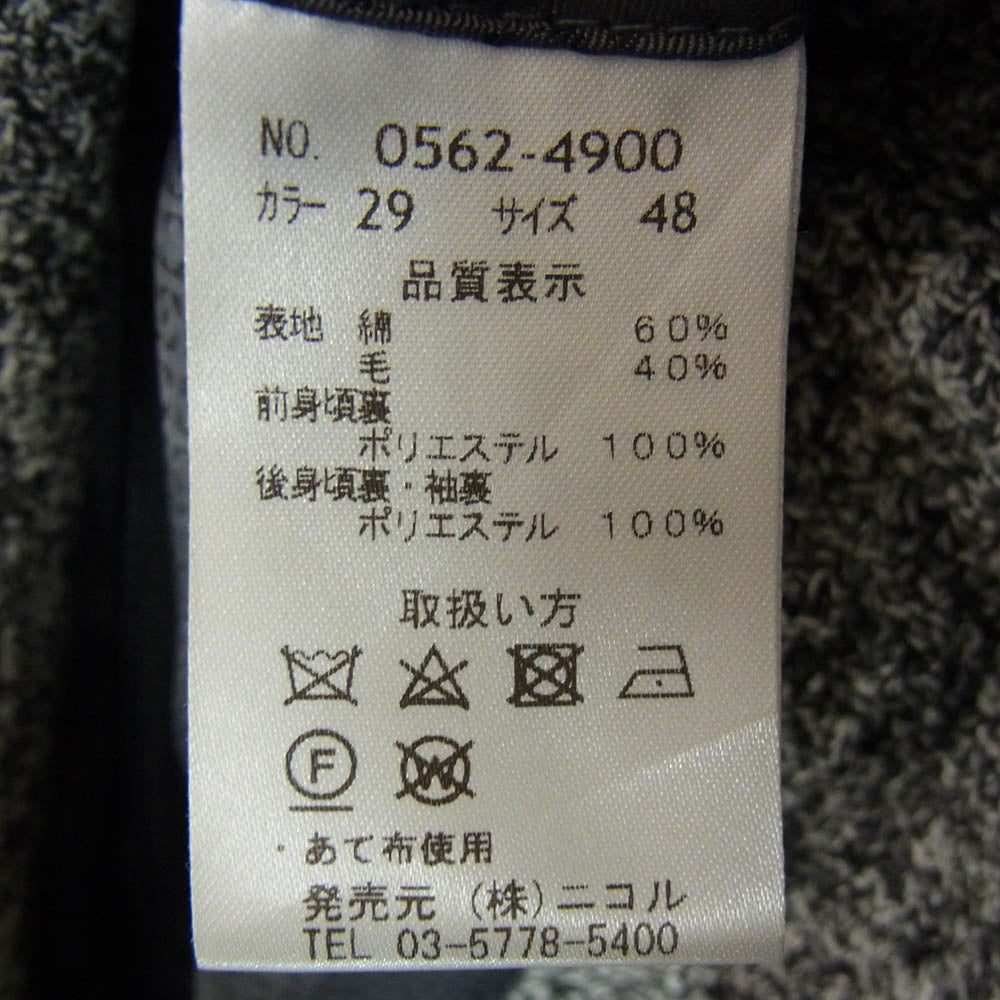 NO. 0562-4900
カラー 29 サイズ 48
品質表示
表地 綿 60%
毛 40%
前身頃裏
ポリエステル 100%
後身頃裏・袖裏
ポリエステル 100%
取扱い方
F W
・あて布使用
発売元 (株)ニコル
TEL 03-5778-5400